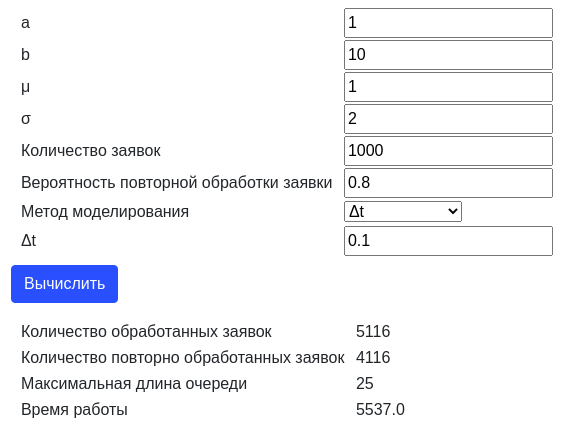 a 1
b 10
μ 1
σ 2
Количество заявок 1000
Вероятность повторной обработки заявки 0.8
Метод моделирования Δt
Δt 0.1
Вычислить
Количество обработанных заявок 5116
Количество повторно обработанных заявок 4116
Максимальная длина очереди 25
Время работы 5537.0